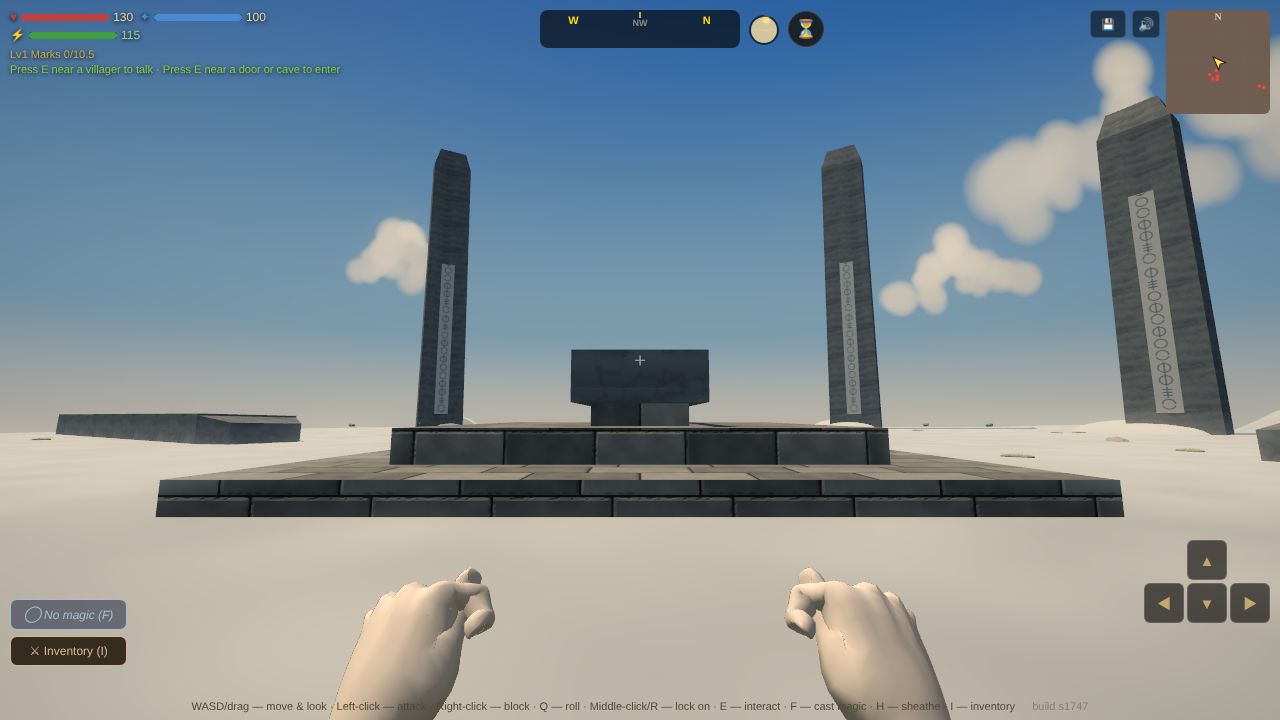 130
100
115
Lv1 Marks 0/10.5
Press E near a villager to talk · Press E near a door or cave to enter
W NW N
N
No magic (F)
Inventory (I)
WASD/drag — move & look · Left-click — attack · Right-click — block · Q — roll · Middle-click/R — lock on · E — interact · F — cast magic · H — sheathe · I — inventory build s1747